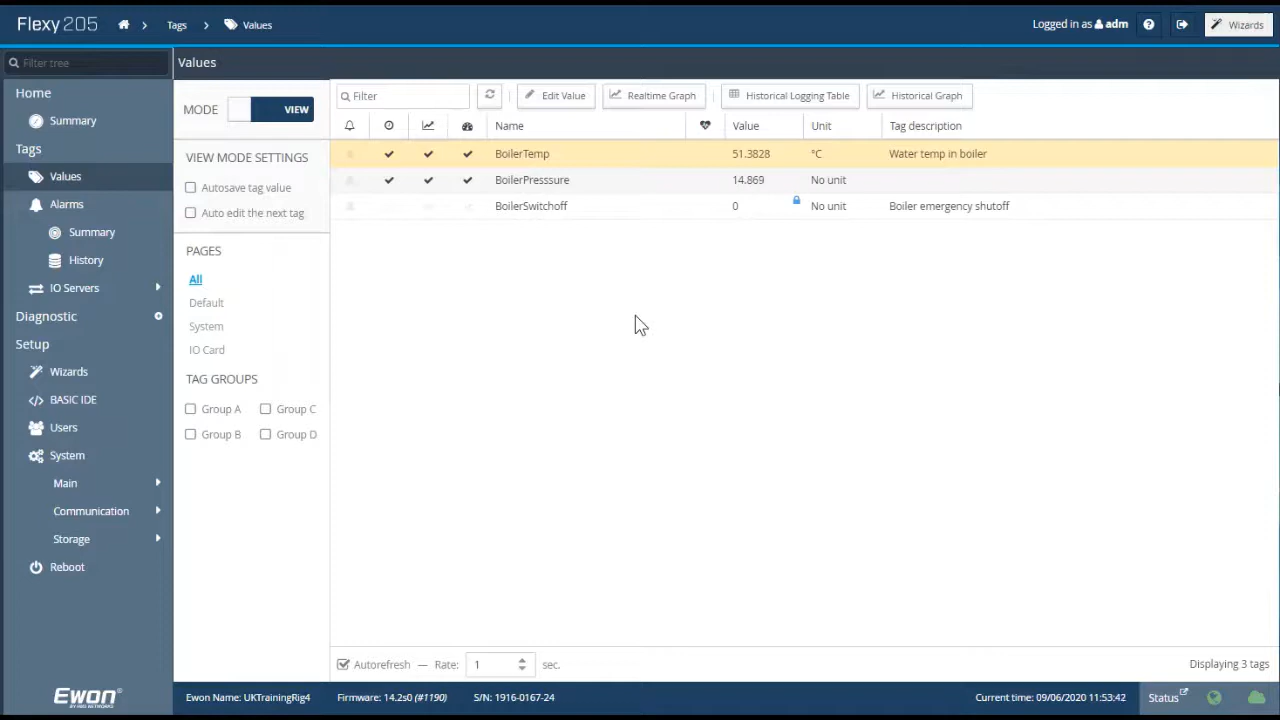 Flexy 205 Tags Values Logged in as adm Wizards
Filter tree
Values
Home
Summary
Tags
Values
Alarms
Summary
History
IO Servers
Diagnostic
Setup
Wizards
BASIC IDE
Users
System
Main
Communication
Storage
Reboot
MODE VIEW
VIEW MODE SETTINGS
Autosave tag value
Auto edit the next tag
PAGES
All
Default
System
IO Card
TAG GROUPS
Group A Group C
Group B Group D
Filter Edit Value Realtime Graph Historical Logging Table Historical Graph
Name Value Unit Tag description
BoilerTemp 51.3828 °C Water temp in boiler
BoilerPresssure 14.869 No unit
BoilerSwitchoff 0 No unit Boiler emergency shutoff
Autorefresh — Rate: 1 sec. Displaying 3 tags
Ewon BY HMS NETWORKS
Ewon Name: UKTrainingRig4 Firmware: 14.2s0 (#1190) S/N: 1916-0167-24 Current time: 09/06/2020 11:53:42 Status